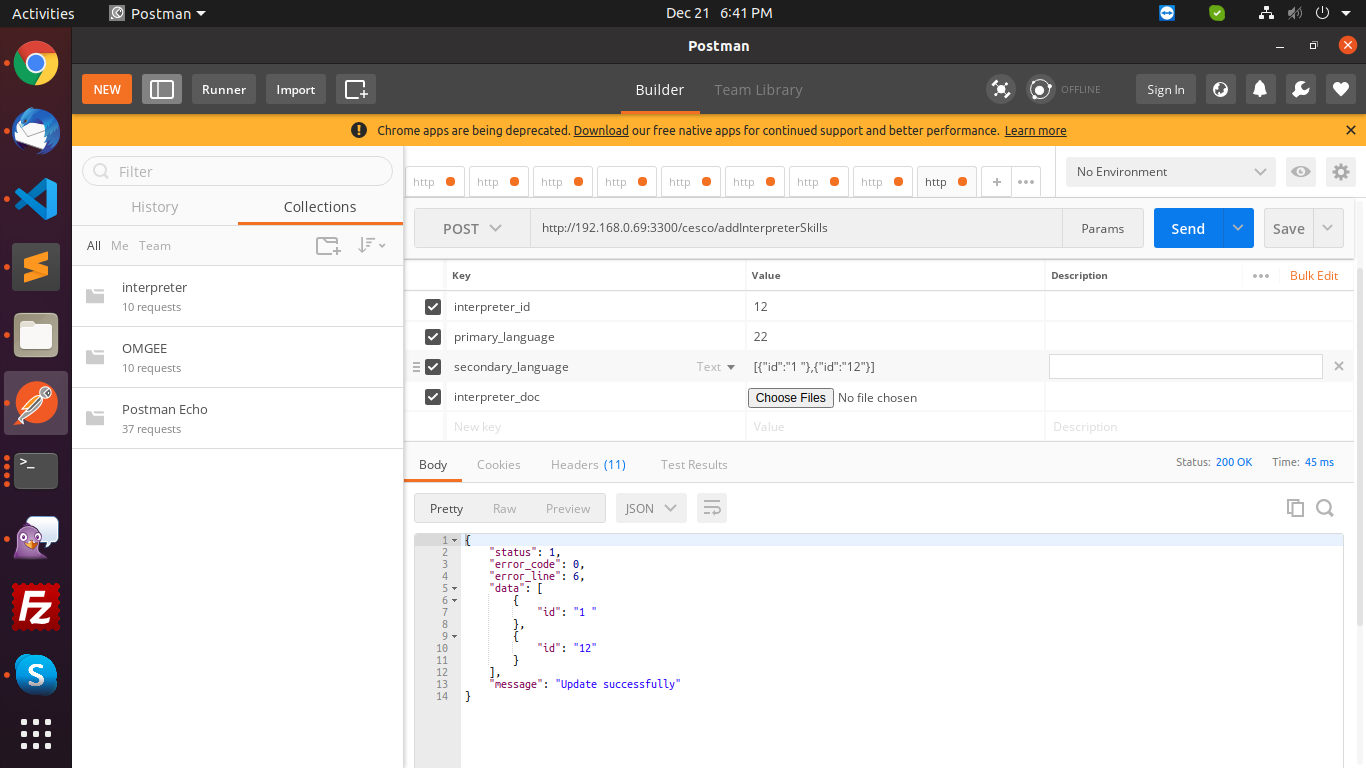 Activities Postman Dec 21 6:41 PM
Postman
NEW Runner Import Builder Team Library OFFLINE Sign In
Chrome apps are being deprecated. Download our free native apps for continued support and better performance. Learn more
Filter
History Collections
All Me Team
interpreter
10 requests
OMGEE
10 requests
Postman Echo
37 requests
http http http http http http http http http + ••• No Environment
POST http://192.168.0.69:3300/cesco/addInterpreterSkills Params Send Save
Key Value Description ••• Bulk Edit
interpreter_id 12
primary_language 22
secondary_language Text [{"id":"1 "},{"id":"12"}]
interpreter_doc Choose Files No file chosen
New key Value Description
Body Cookies Headers (11) Test Results Status: 200 OK Time: 45 ms
Pretty Raw Preview JSON
1 {
2 "status": 1,
3 "error_code": 0,
4 "error_line": 6,
5 "data": [
6 {
7 "id": "1 "
8 },
9 {
10 "id": "12"
11 }
12 ],
13 "message": "Update successfully"
14 }
>_
Fz
S